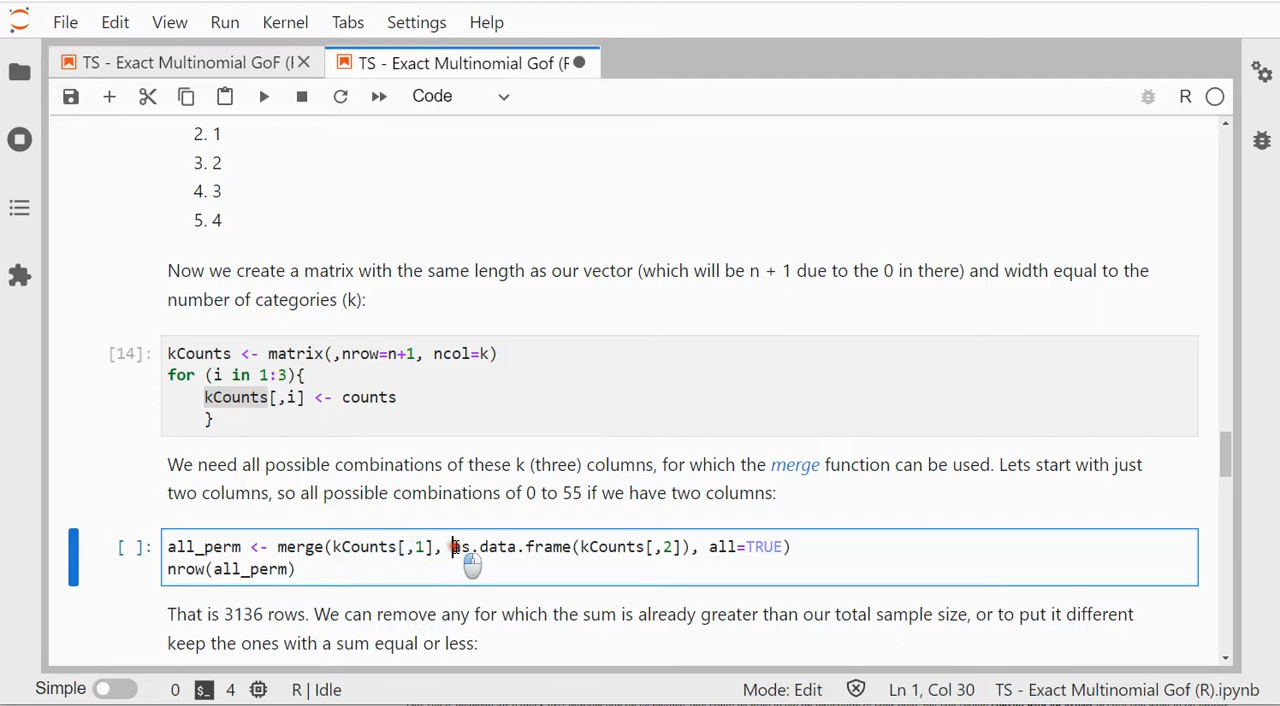 File Edit View Run Kernel Tabs Settings Help
TS - Exact Multinomial GoF (I
TS - Exact Multinomial Gof (F
Code
R
2. 1
3. 2
4. 3
5. 4
Now we create a matrix with the same length as our vector (which will be n + 1 due to the 0 in there) and width equal to the
number of categories (k):
[14]:
kCounts <- matrix(,nrow=n+1, ncol=k)
for (i in 1:3){
kCounts[,i] <- counts
}
We need all possible combinations of these k (three) columns, for which the merge function can be used. Lets start with just
two columns, so all possible combinations of 0 to 55 if we have two columns:
[ ]:
all_perm <- merge(kCounts[,1], as.data.frame(kCounts[,2]), all=TRUE)
nrow(all_perm)
That is 3136 rows. We can remove any for which the sum is already greater than our total sample size, or to put it different
keep the ones with a sum equal or less:
Simple 0 4 R | Idle Mode: Edit Ln 1, Col 30 TS - Exact Multinomial Gof (R).ipynb